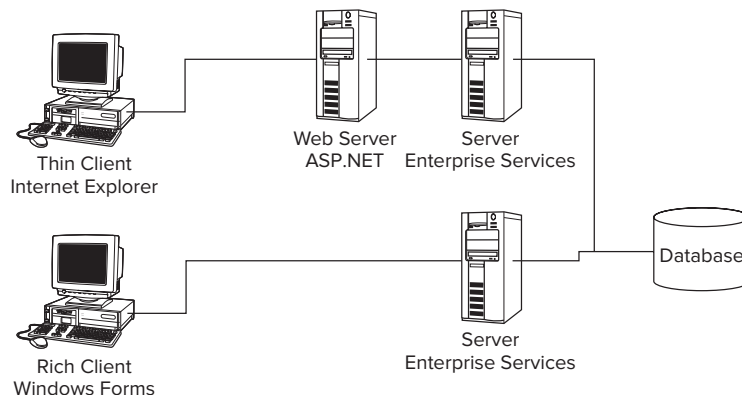 Thin Client
Internet Explorer
Web Server
ASP.NET
Server
Enterprise Services
Database
Rich Client
Windows Forms
Server
Enterprise Services